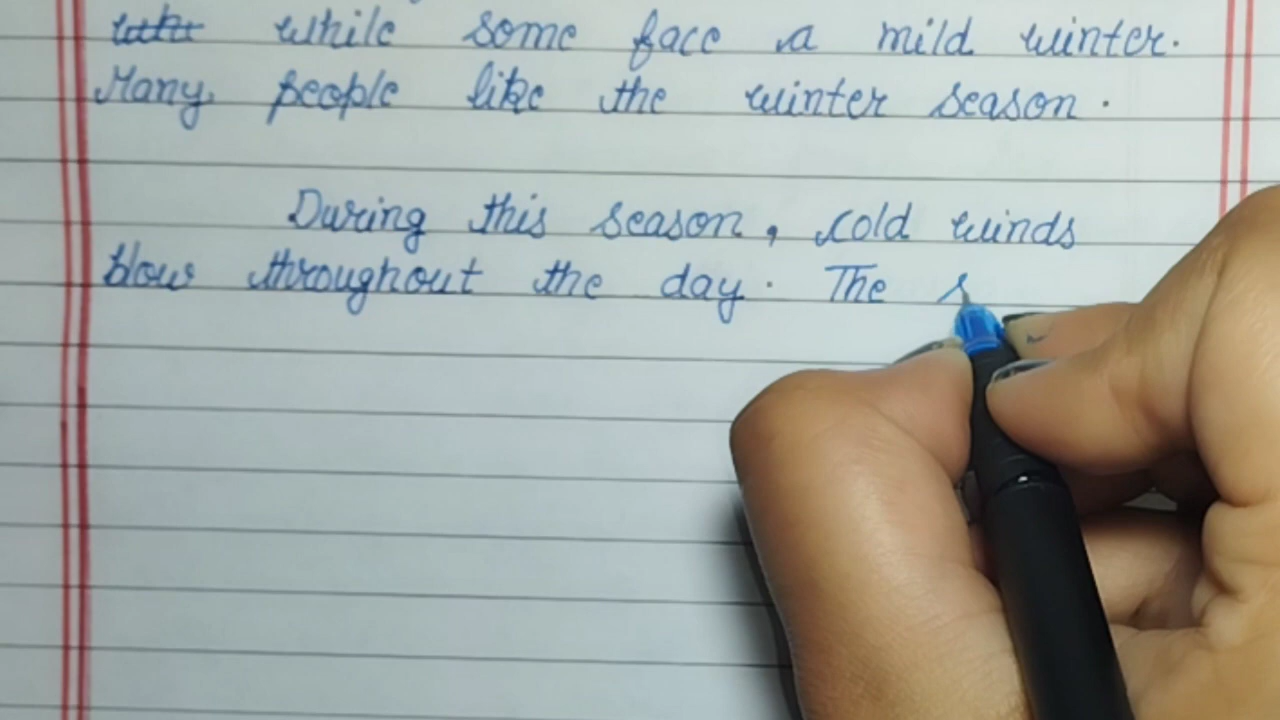 while some face a mild winter.
Many people like the winter season.
During this season, cold winds
blow throughout the day. The s